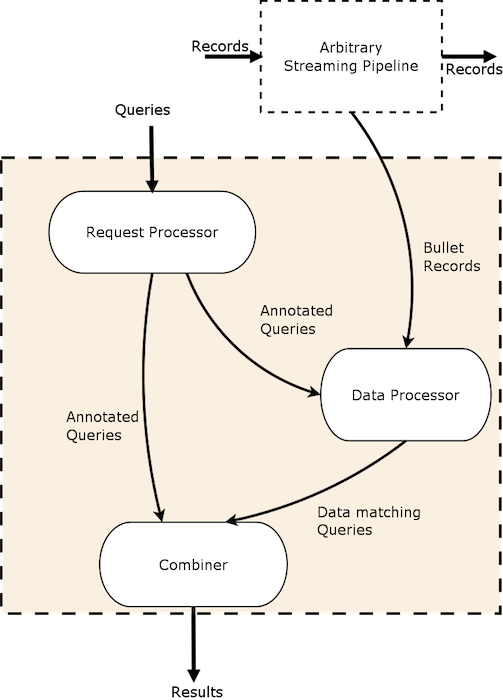 Records
Arbitrary
Streaming Pipeline
Records
Queries
Request Processor
Bullet
Records
Annotated
Queries
Data Processor
Annotated
Queries
Data matching
Queries
Combiner
Results